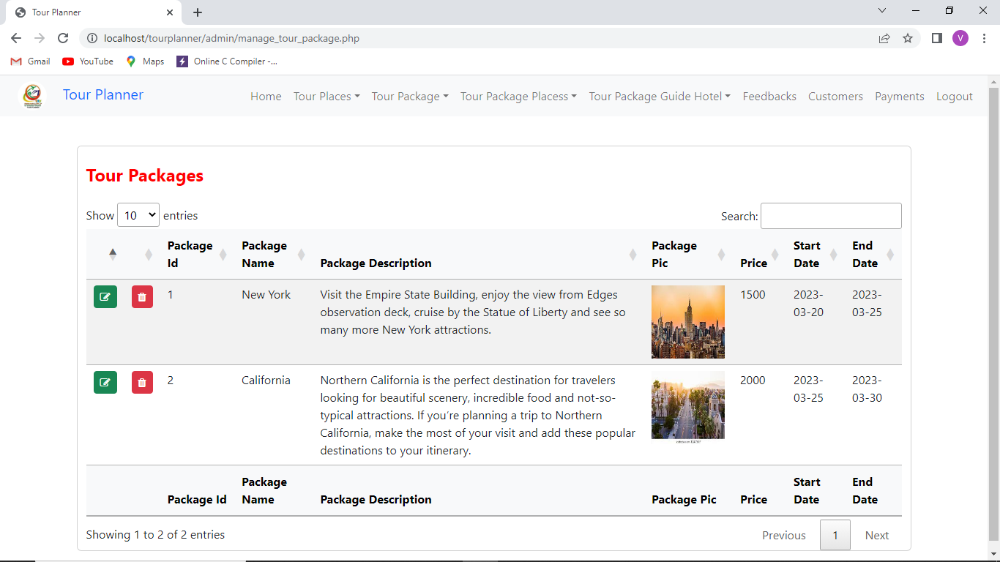 Tour Planner
localhost/tourplanner/admin/manage_tour_package.php
V
Gmail YouTube Maps Online C Compiler -...
Tour Planner Home Tour Places Tour Package Tour Package Placess Tour Package Guide Hotel Feedbacks Customers Payments Logout
Tour Packages
Show 10 entries Search:
Package Package Package Start End
Id Name Package Description Pic Price Date Date
1 New York Visit the Empire State Building, enjoy the view from Edges 1500 2023- 2023-
observation deck, cruise by the Statue of Liberty and see so 03-20 03-25
many more New York attractions.
2 California Northern California is the perfect destination for travelers 2000 2023- 2023-
looking for beautiful scenery, incredible food and not-so- 03-25 03-30
typical attractions. If you’re planning a trip to Northern
California, make the most of your visit and add these popular
destinations to your itinerary.
Package Start End
Package Id Name Package Description Package Pic Price Date Date
Showing 1 to 2 of 2 entries Previous 1 Next